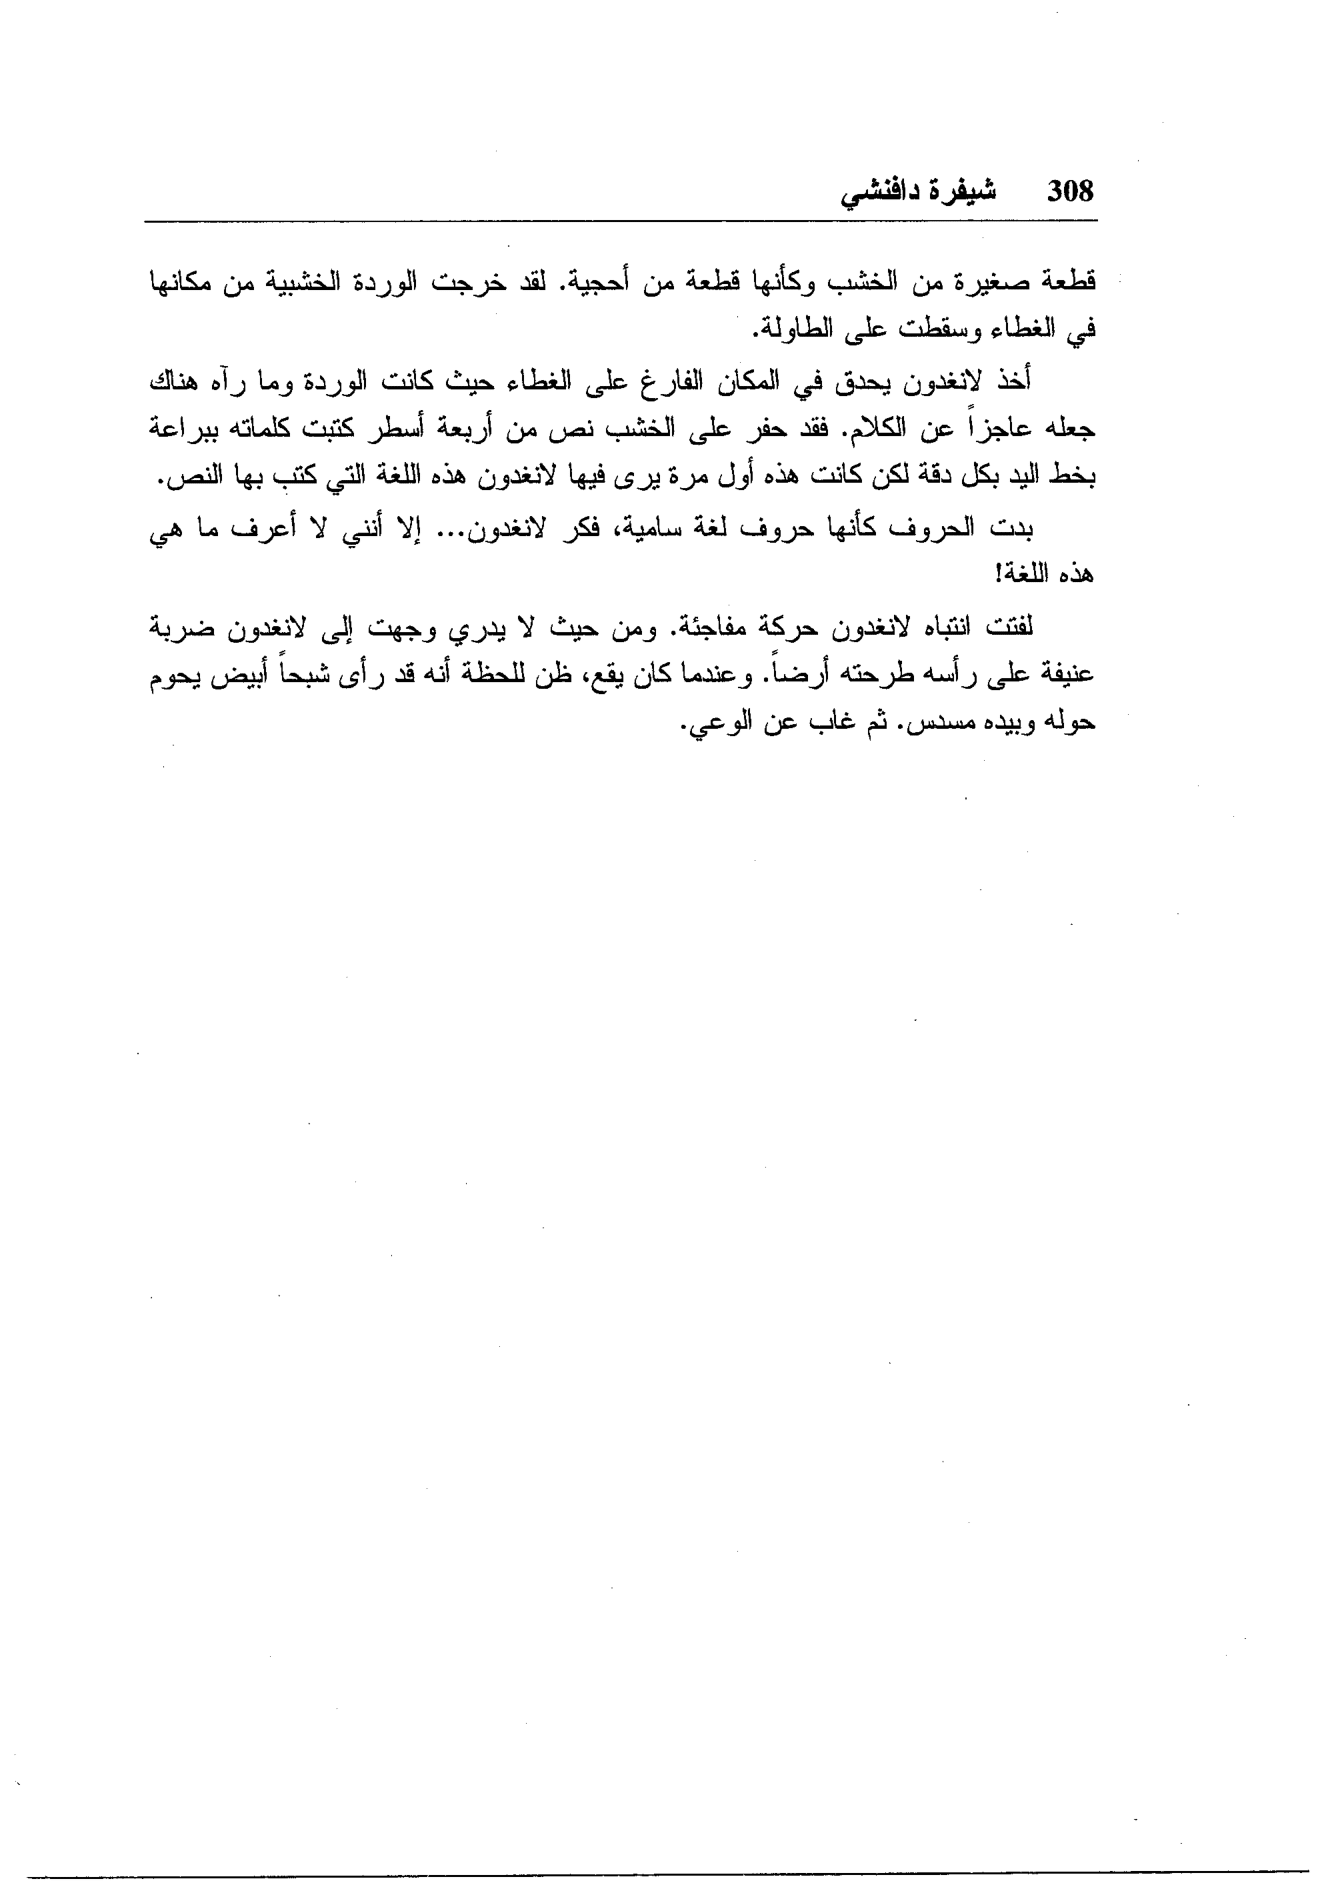 308 شيفرة دافنشي
قطعة صغيرة من الخشب وكأنها قطعة من أحجية. لقد خرجت الوردة الخشبية من مكانها
في الغطاء وسقطت على الطاولة.
أخذ لانغدون يحدق في المكان الفارغ على الغطاء حيث كانت الوردة وما رآه هناك
جعله عاجزاً عن الكلام. فقد حفر على الخشب نص من أربعة أسطر كتبت كلماته ببراعة
بخط اليد بكل دقة لكن كانت هذه أول مرة يرى فيها لانغدون هذه اللغة التي كتب بها النص.
بدت الحروف كأنها حروف لغة سامية، فكر لانغدون... إلا أنني لا أعرف ما هي
هذه اللغة!
لفتت انتباه لانغدون حركة مفاجئة. ومن حيث لا يدري وجهت إلى لانغدون ضربة
عنيفة على رأسه طرحته أرضاً. وعندما كان يقع، ظن للحظة أنه قد رأى شبحاً أبيض يحوم
حوله وبيده مسدس. ثم غاب عن الوعي.